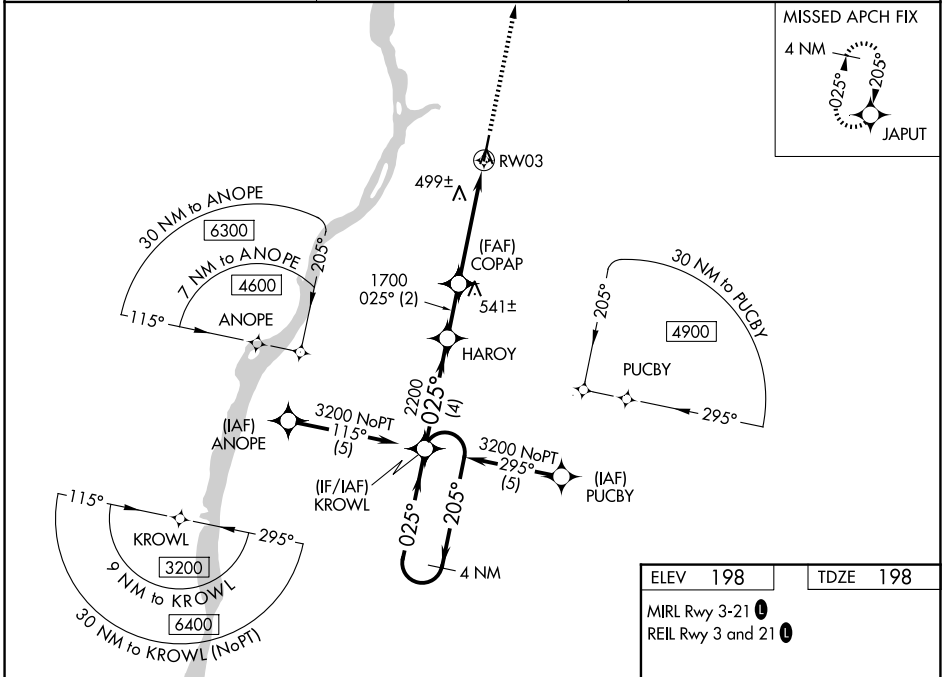 MISSED APCH FIX
4 NM
025°
205°
JAPUT
RW03
499±
(FAF)
COPAP
1700
025° (2)
541±
HAROY
2200
025°
(4)
30 NM to ANOPE
6300
7 NM to ANOPE
4600
205°
115°
ANOPE
30 NM to PUCBY
205°
4900
PUCBY
295°
(IAF)
ANOPE
3200 NoPT
115°
(5)
(IF/IAF)
KROWL
3200 NoPT
295°
(5)
(IAF)
PUCBY
025°
205°
4 NM
115°
295°
KROWL
3200
9 NM to KROWL
6400
30 NM to KROWL (NoPT)
ELEV 198
TDZE 198
MIRL Rwy 3-21 L
REIL Rwy 3 and 21 L